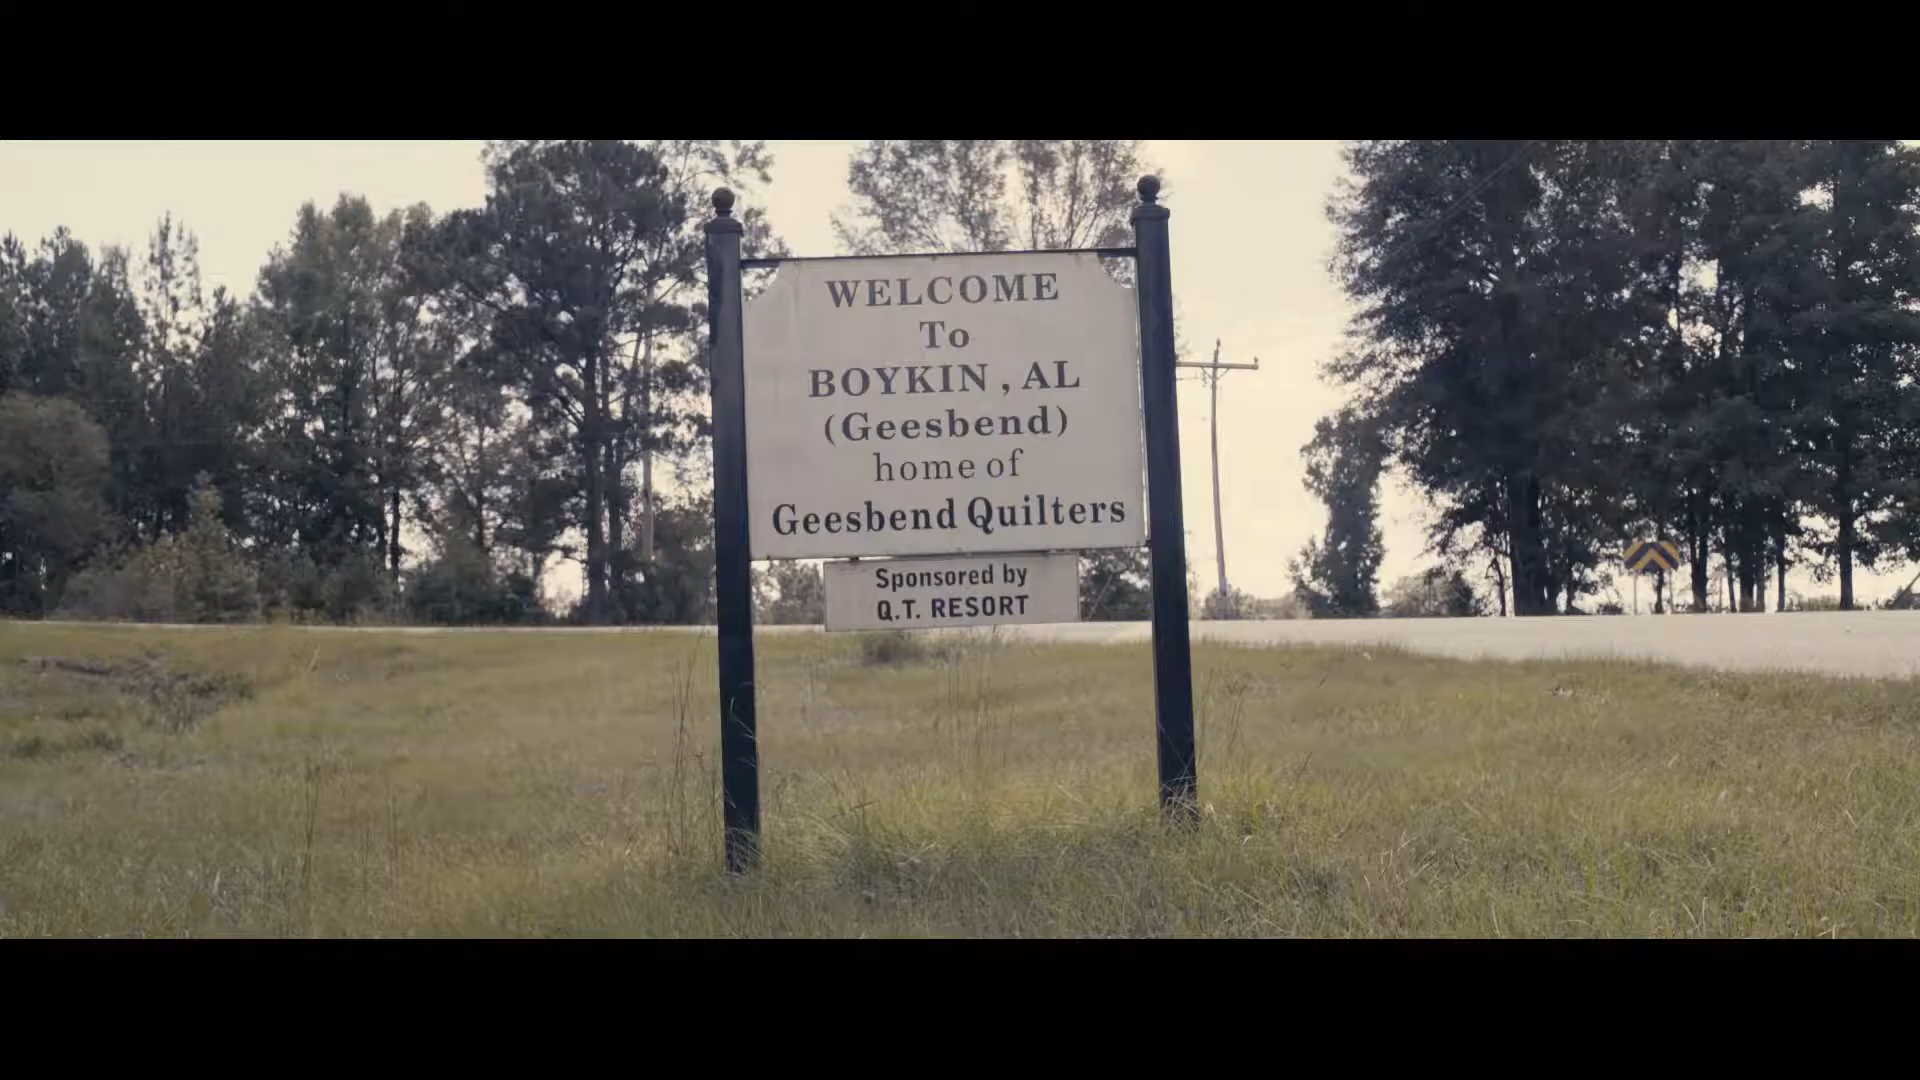 WELCOME
To
BOYKIN, AL
(Geesbend)
home of
Geesbend Quilters
Sponsored by
Q.T. RESORT